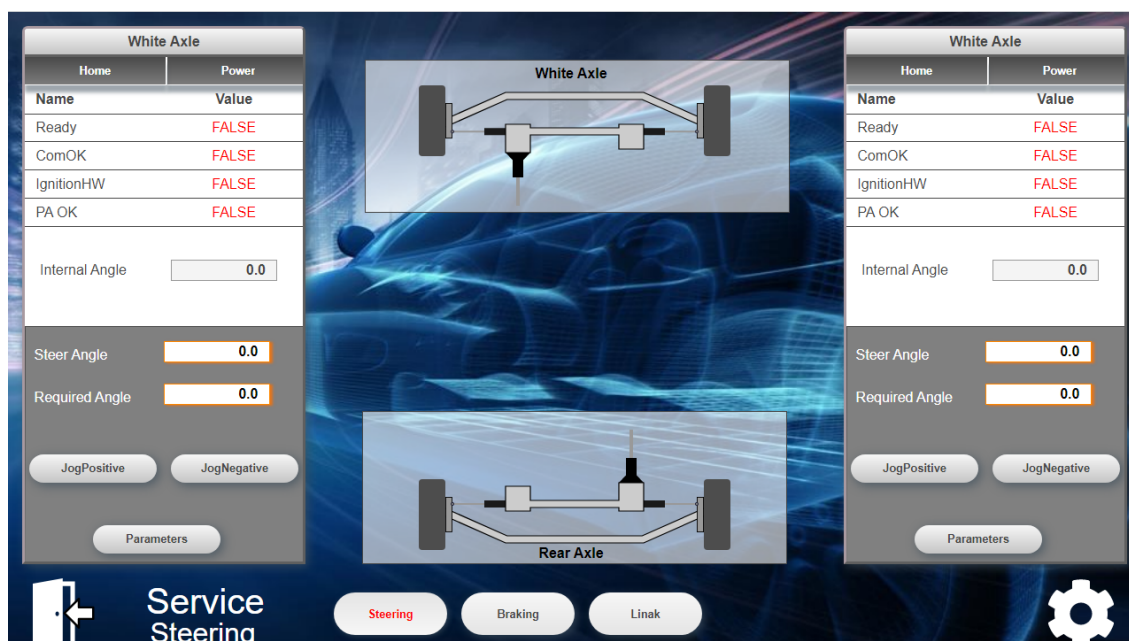 White Axle
Home Power
Name Value
Ready FALSE
ComOK FALSE
IgnitionHW FALSE
PA OK FALSE
Internal Angle 0.0
Steer Angle 0.0
Required Angle 0.0
JogPositive JogNegative
Parameters
White Axle
Rear Axle
White Axle
Home Power
Name Value
Ready FALSE
ComOK FALSE
IgnitionHW FALSE
PA OK FALSE
Internal Angle 0.0
Steer Angle 0.0
Required Angle 0.0
JogPositive JogNegative
Parameters
Service
Steering
Steering Braking Linak